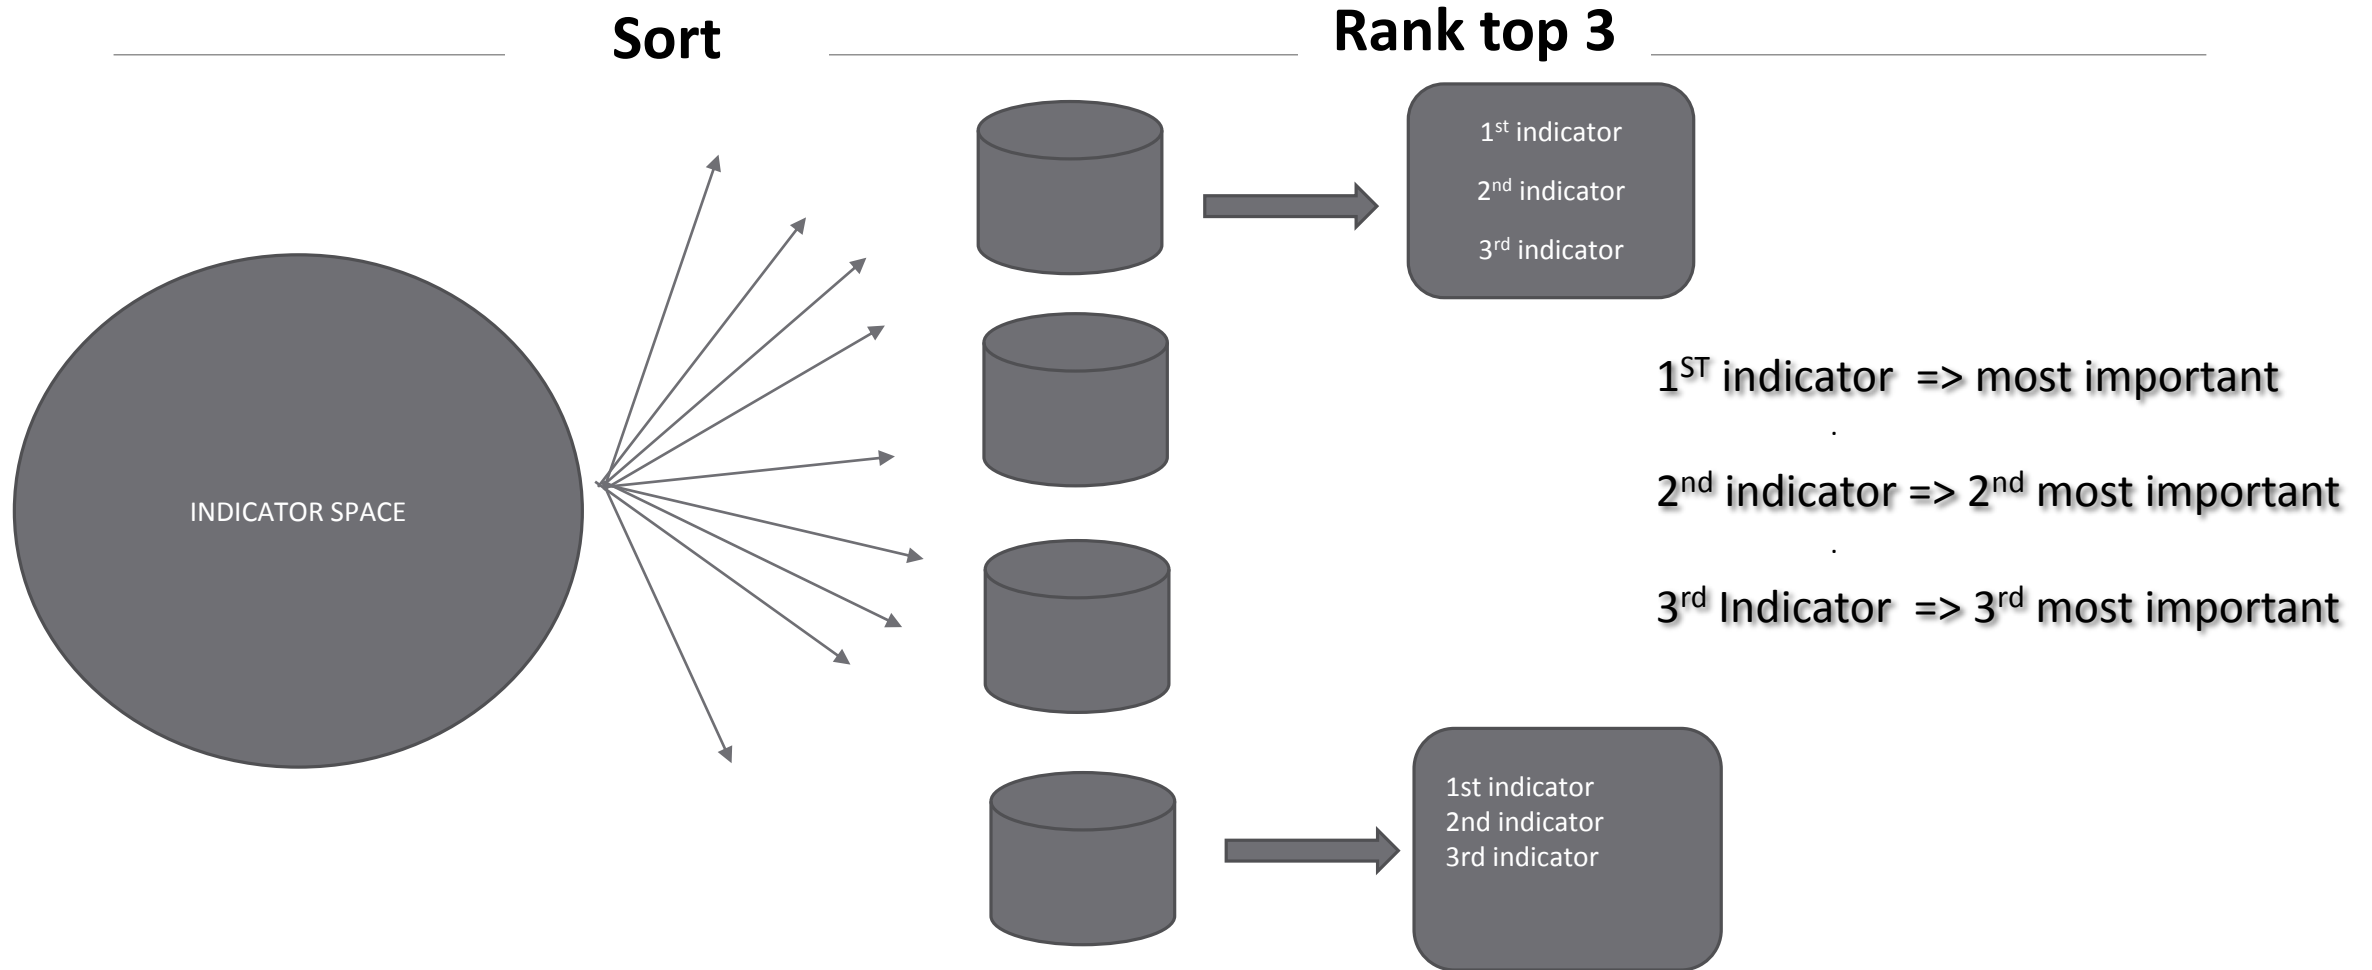 Sort
Rank top 3
1st indicator
2nd indicator
3rd indicator
INDICATOR SPACE
1ST indicator => most important
.
2nd indicator => 2nd most important
.
3rd Indicator => 3rd most important
1st indicator
2nd indicator
3rd indicator